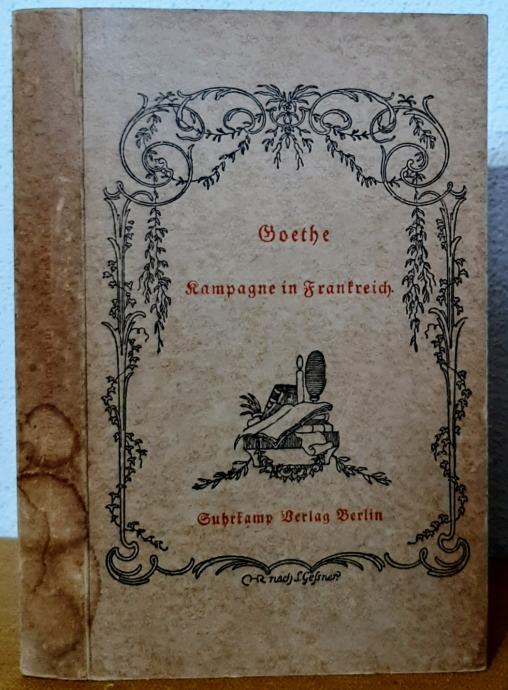 Goethe
Kampagne in Frankreich.
Suhrkamp Verlag Berlin
nach S. Geßner